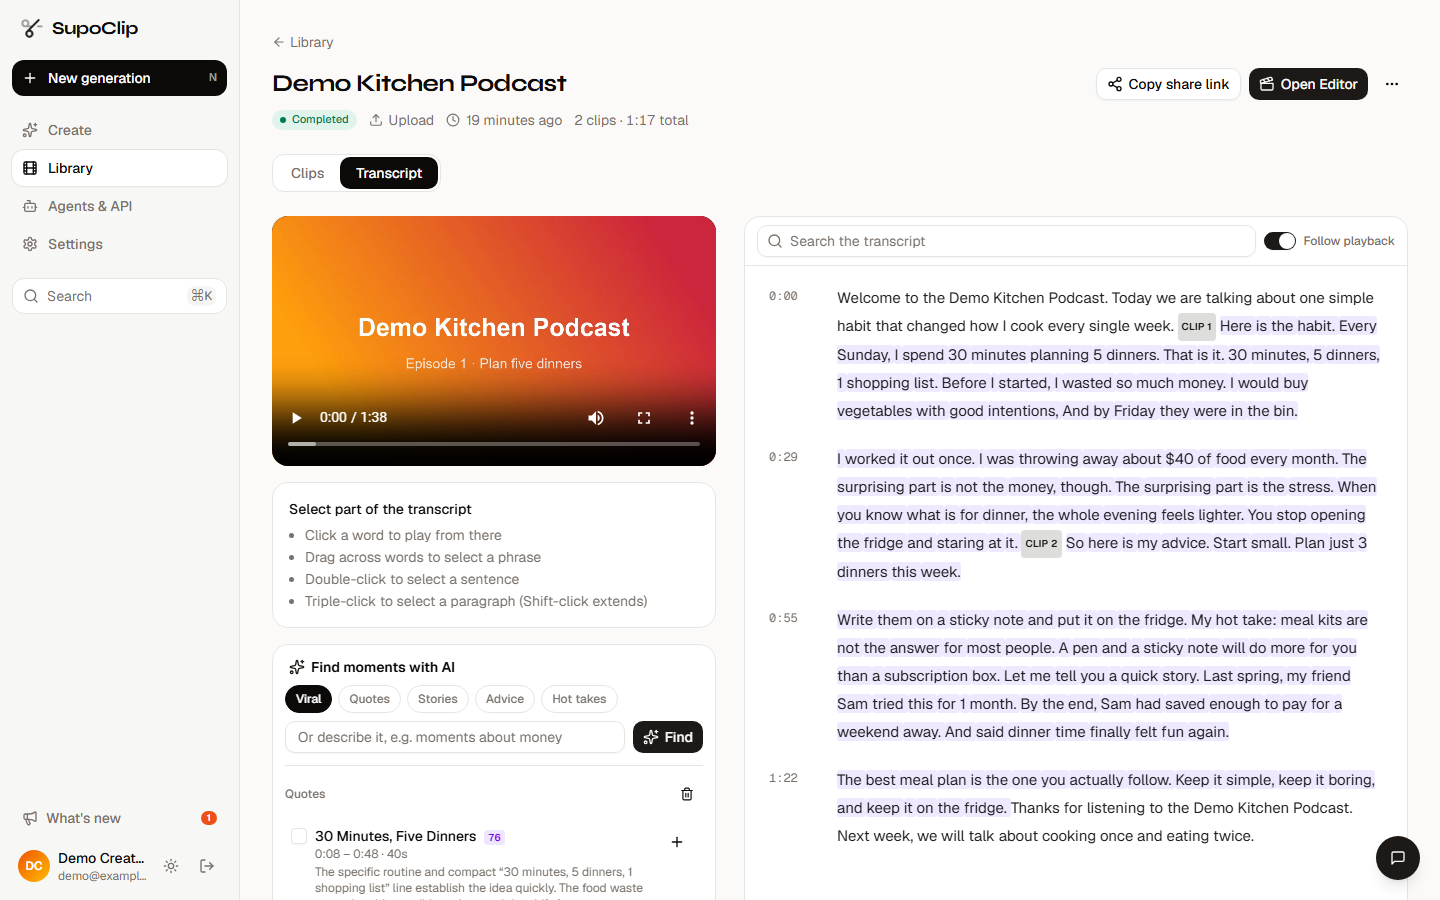 SupoClip
New generation N
Create
Library
Agents & API
Settings
Search ⌘K
What's new 1
DC
Demo Creat...
demo@exampl...
Library
Demo Kitchen Podcast
Completed Upload 19 minutes ago 2 clips · 1:17 total
Copy share link
Open Editor
Clips
Transcript
Demo Kitchen Podcast
Episode 1 · Plan five dinners
0:00 / 1:38
Select part of the transcript
• Click a word to play from there
• Drag across words to select a phrase
• Double-click to select a sentence
• Triple-click to select a paragraph (Shift-click extends)
Find moments with AI
Viral Quotes Stories Advice Hot takes
Or describe it, e.g. moments about money
Find
Quotes
30 Minutes, Five Dinners 76
0:08 – 0:48 · 40s
The specific routine and compact “30 minutes, 5 dinners, 1
shopping list” line establish the idea quickly. The food waste
Search the transcript
Follow playback
0:00
Welcome to the Demo Kitchen Podcast. Today we are talking about one simple
habit that changed how I cook every single week. CLIP 1 Here is the habit. Every
Sunday, I spend 30 minutes planning 5 dinners. That is it. 30 minutes, 5 dinners,
1 shopping list. Before I started, I wasted so much money. I would buy
vegetables with good intentions, And by Friday they were in the bin.
0:29
I worked it out once. I was throwing away about $40 of food every month. The
surprising part is not the money, though. The surprising part is the stress. When
you know what is for dinner, the whole evening feels lighter. You stop opening
the fridge and staring at it. CLIP 2 So here is my advice. Start small. Plan just 3
dinners this week.
0:55
Write them on a sticky note and put it on the fridge. My hot take: meal kits are
not the answer for most people. A pen and a sticky note will do more for you
than a subscription box. Let me tell you a quick story. Last spring, my friend
Sam tried this for 1 month. By the end, Sam had saved enough to pay for a
weekend away. And said dinner time finally felt fun again.
1:22
The best meal plan is the one you actually follow. Keep it simple, keep it boring,
and keep it on the fridge. Thanks for listening to the Demo Kitchen Podcast.
Next week, we will talk about cooking once and eating twice.